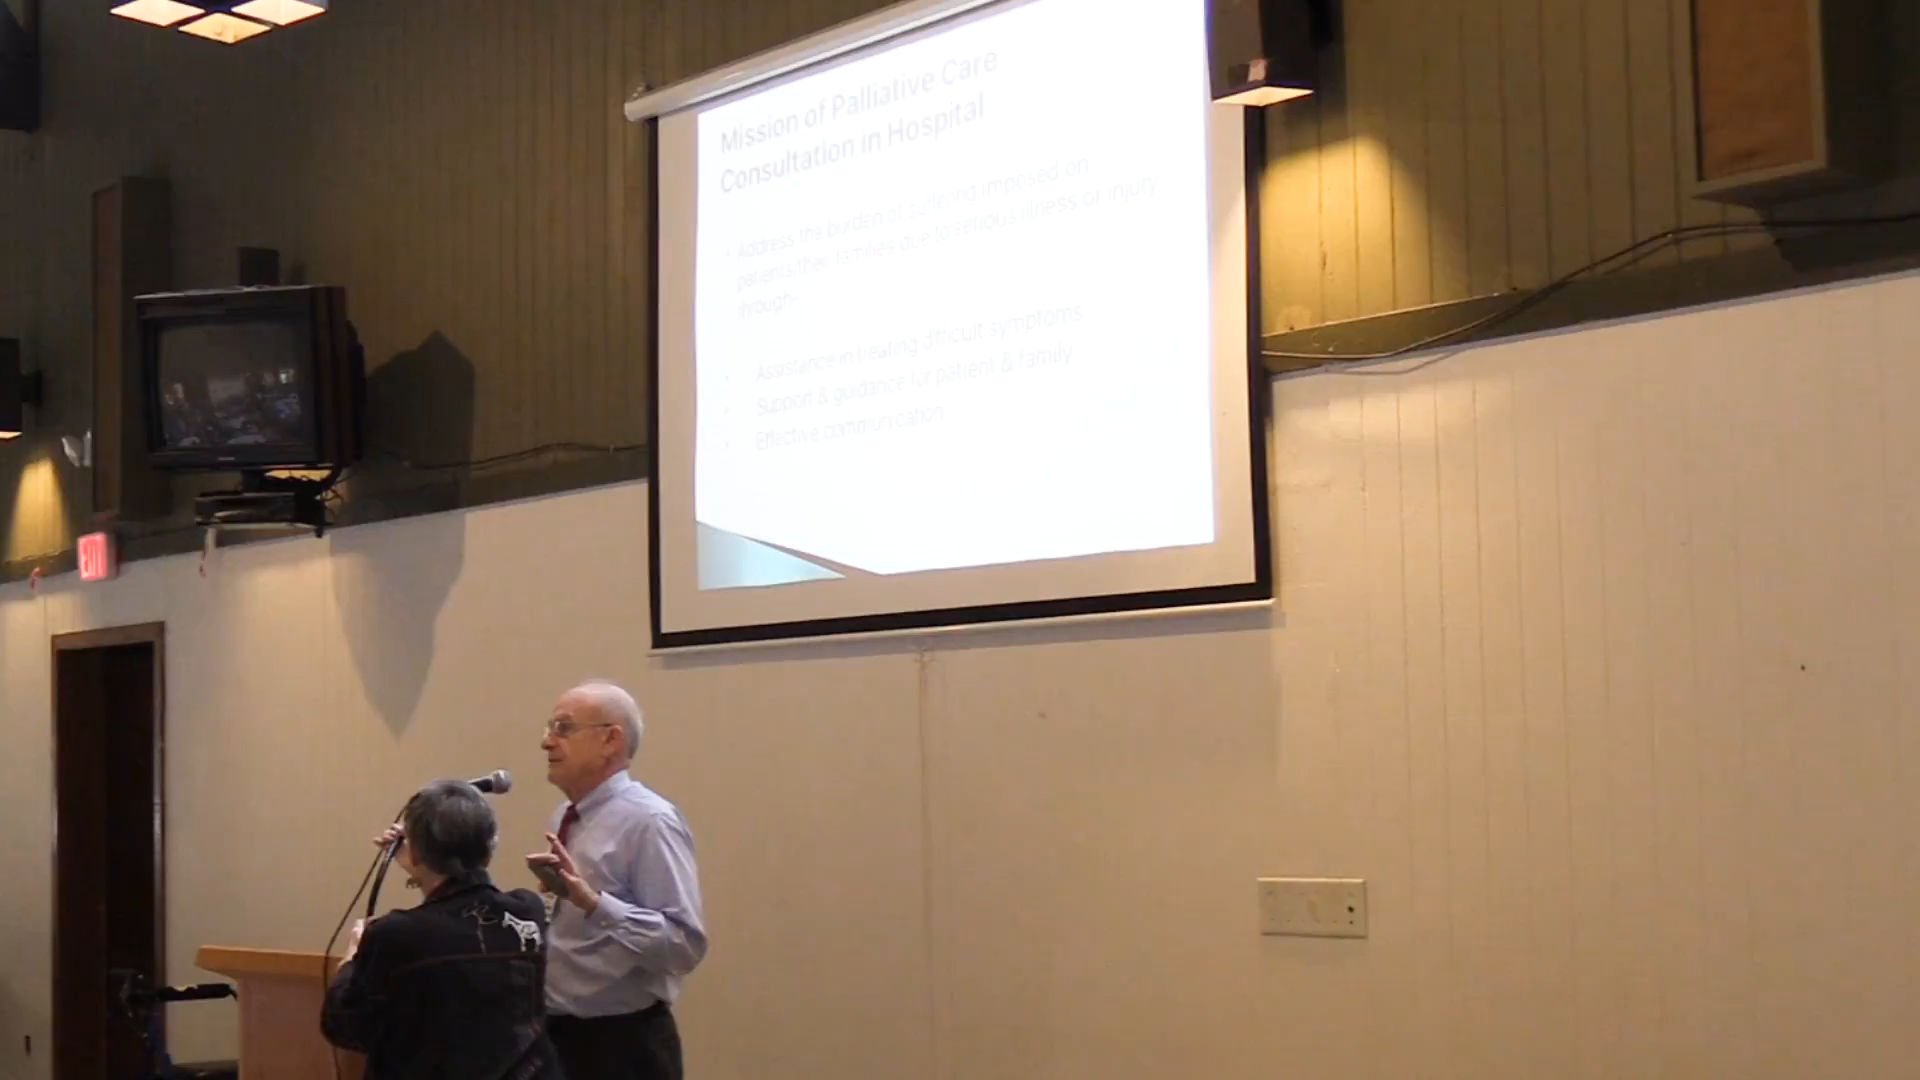 Mission of Palliative Care
Consultation in Hospital
• Address the burden of suffering imposed on
patients/their families due to serious illness or injury
through-
• Assistance in treating difficult symptoms
• Support & guidance for patient & family
• Effective communication
EXIT